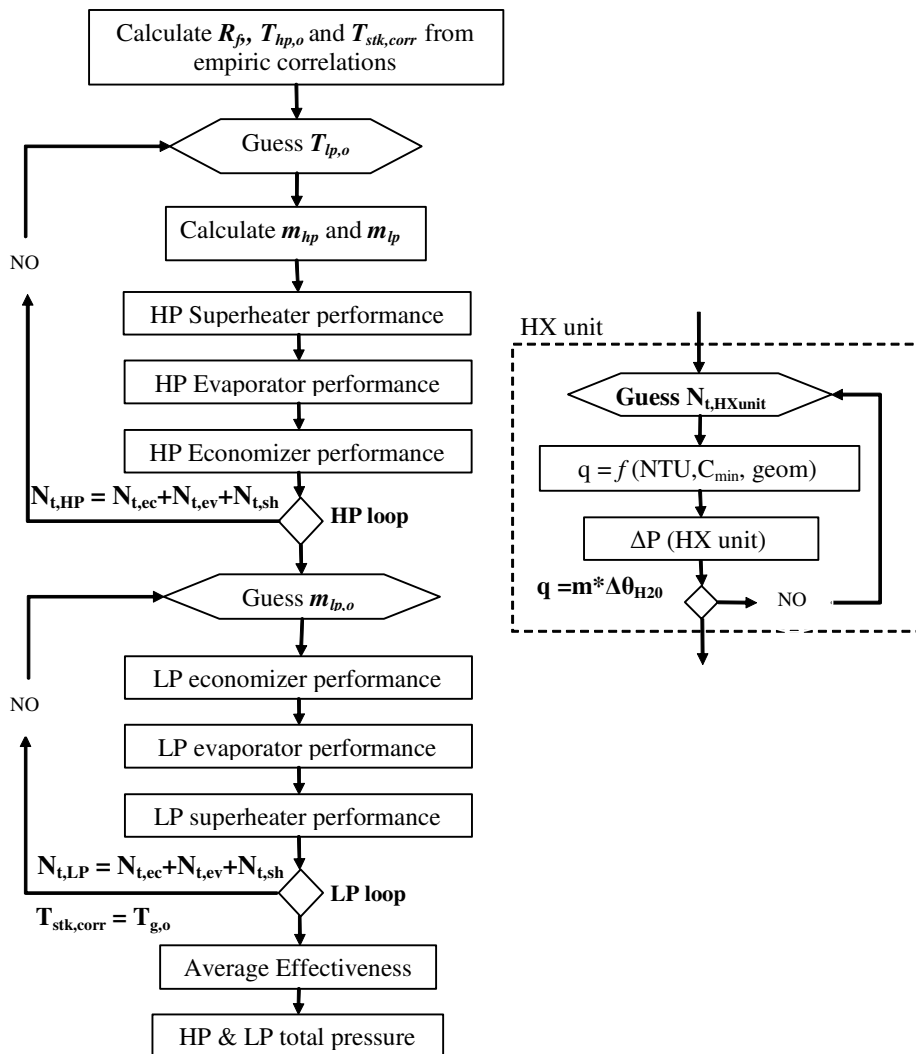 Calculate R_f,, T_hp,o and T_stk,corr from
empiric correlations
Guess T_lp,o
Calculate m_hp and m_lp
NO
HP Superheater performance
HP Evaporator performance
HP Economizer performance
N_t,HP = N_t,ec+N_t,ev+N_t,sh
HP loop
Guess m_lp,o
LP economizer performance
NO
LP evaporator performance
LP superheater performance
N_t,LP = N_t,ec+N_t,ev+N_t,sh
LP loop
T_stk,corr = T_g,o
Average Effectiveness
HP & LP total pressure
HX unit
Guess N_t,HXunit
q = f (NTU,C_min, geom)
ΔP (HX unit)
q =m*Δθ_H20
NO